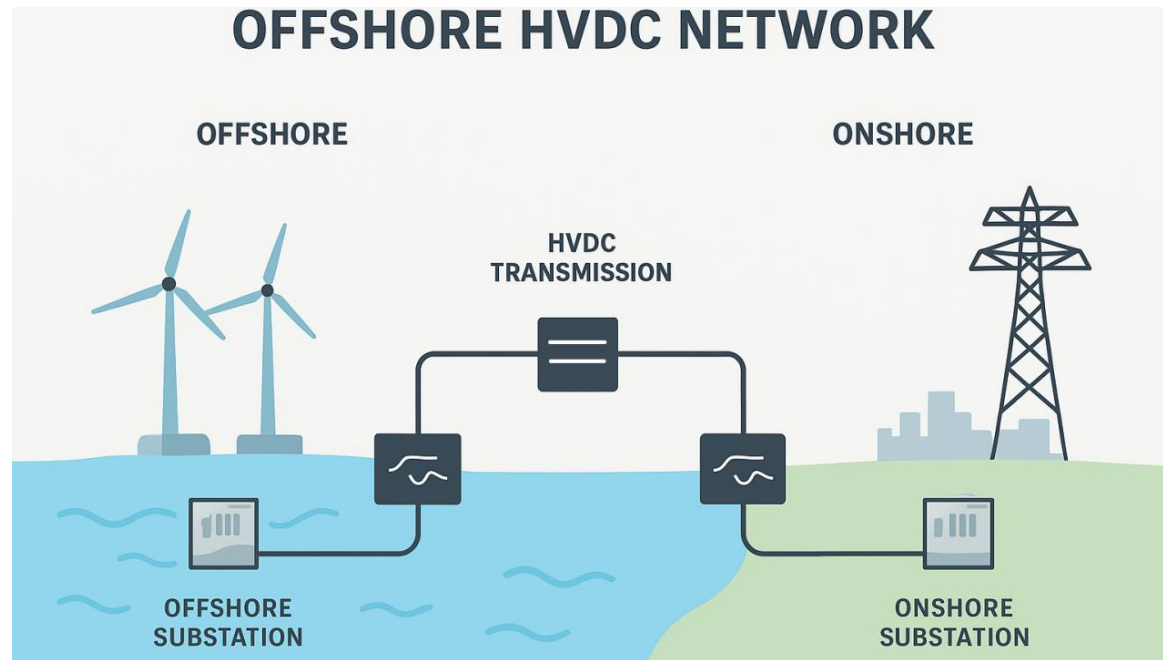 OFFSHORE HVDC NETWORK
OFFSHORE
ONSHORE
HVDC
TRANSMISSION
OFFSHORE
SUBSTATION
ONSHORE
SUBSTATION